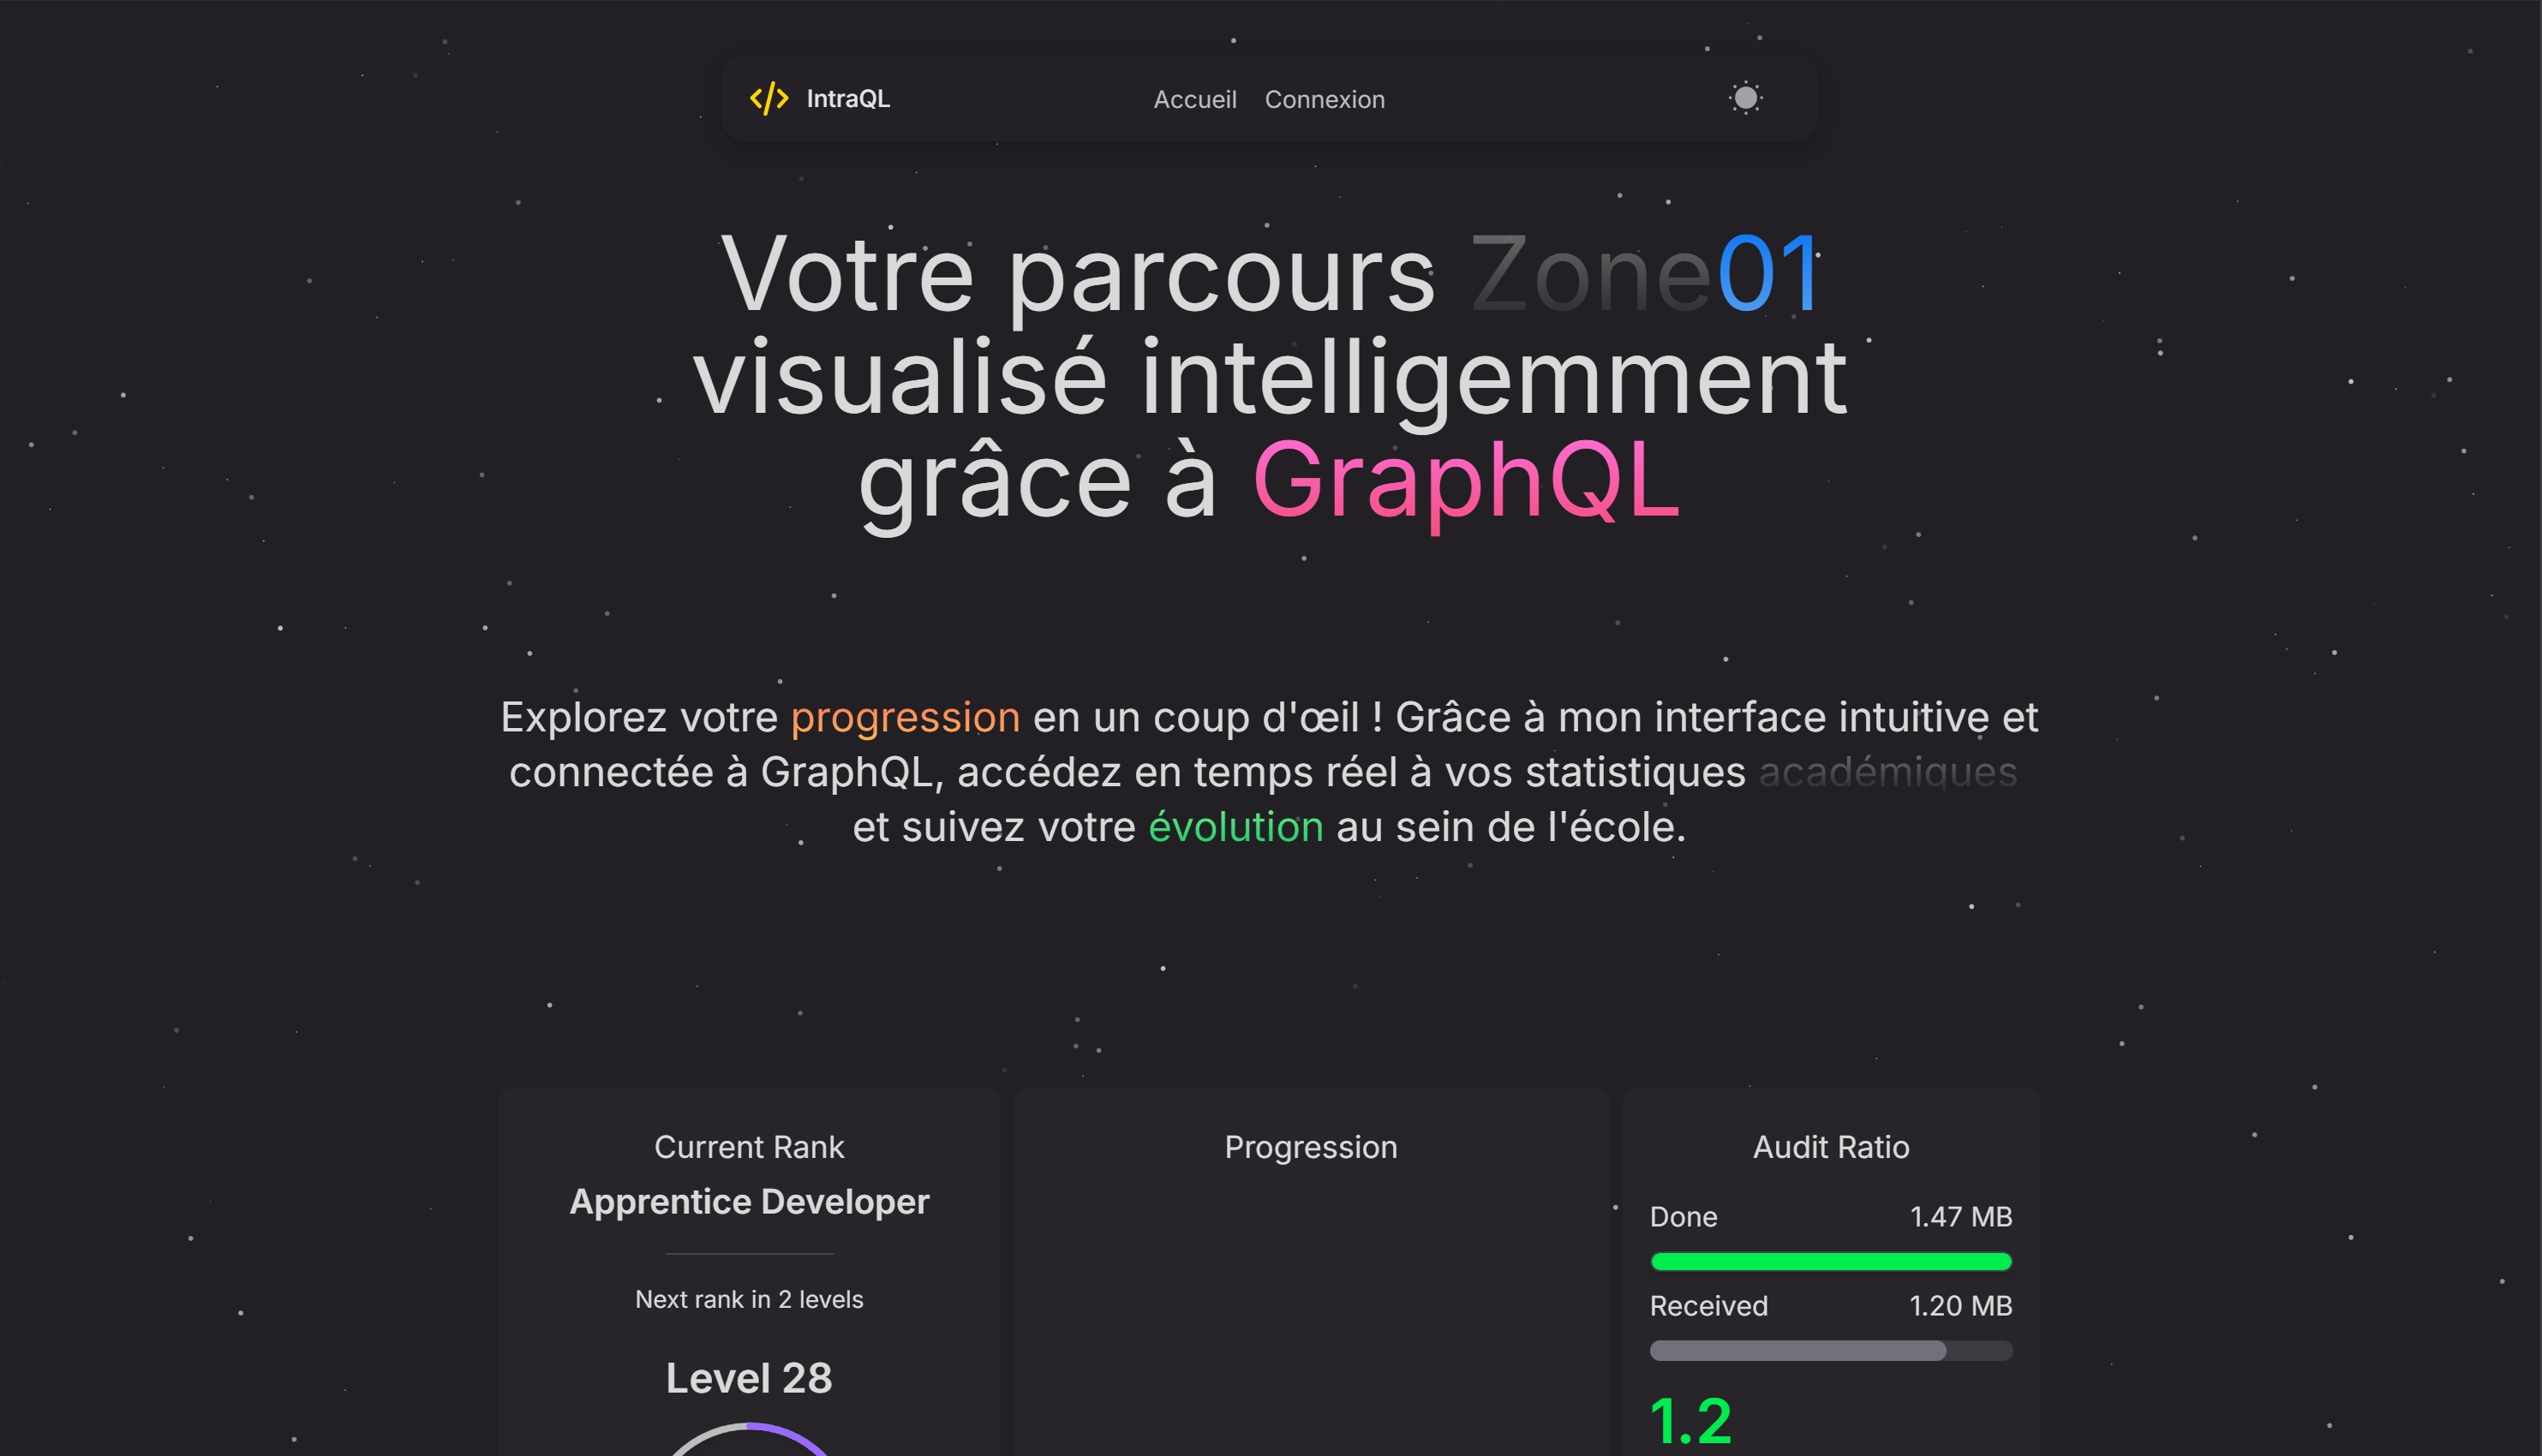 IntraQL
Accueil
Connexion
Votre parcours Zone01
visualisé intelligemment
grâce à GraphQL
Explorez votre progression en un coup d'œil ! Grâce à mon interface intuitive et
connectée à GraphQL, accédez en temps réel à vos statistiques académiques
et suivez votre évolution au sein de l'école.
Current Rank
Apprentice Developer
Next rank in 2 levels
Level 28
Progression
Audit Ratio
Done 1.47 MB
Received 1.20 MB
1.2